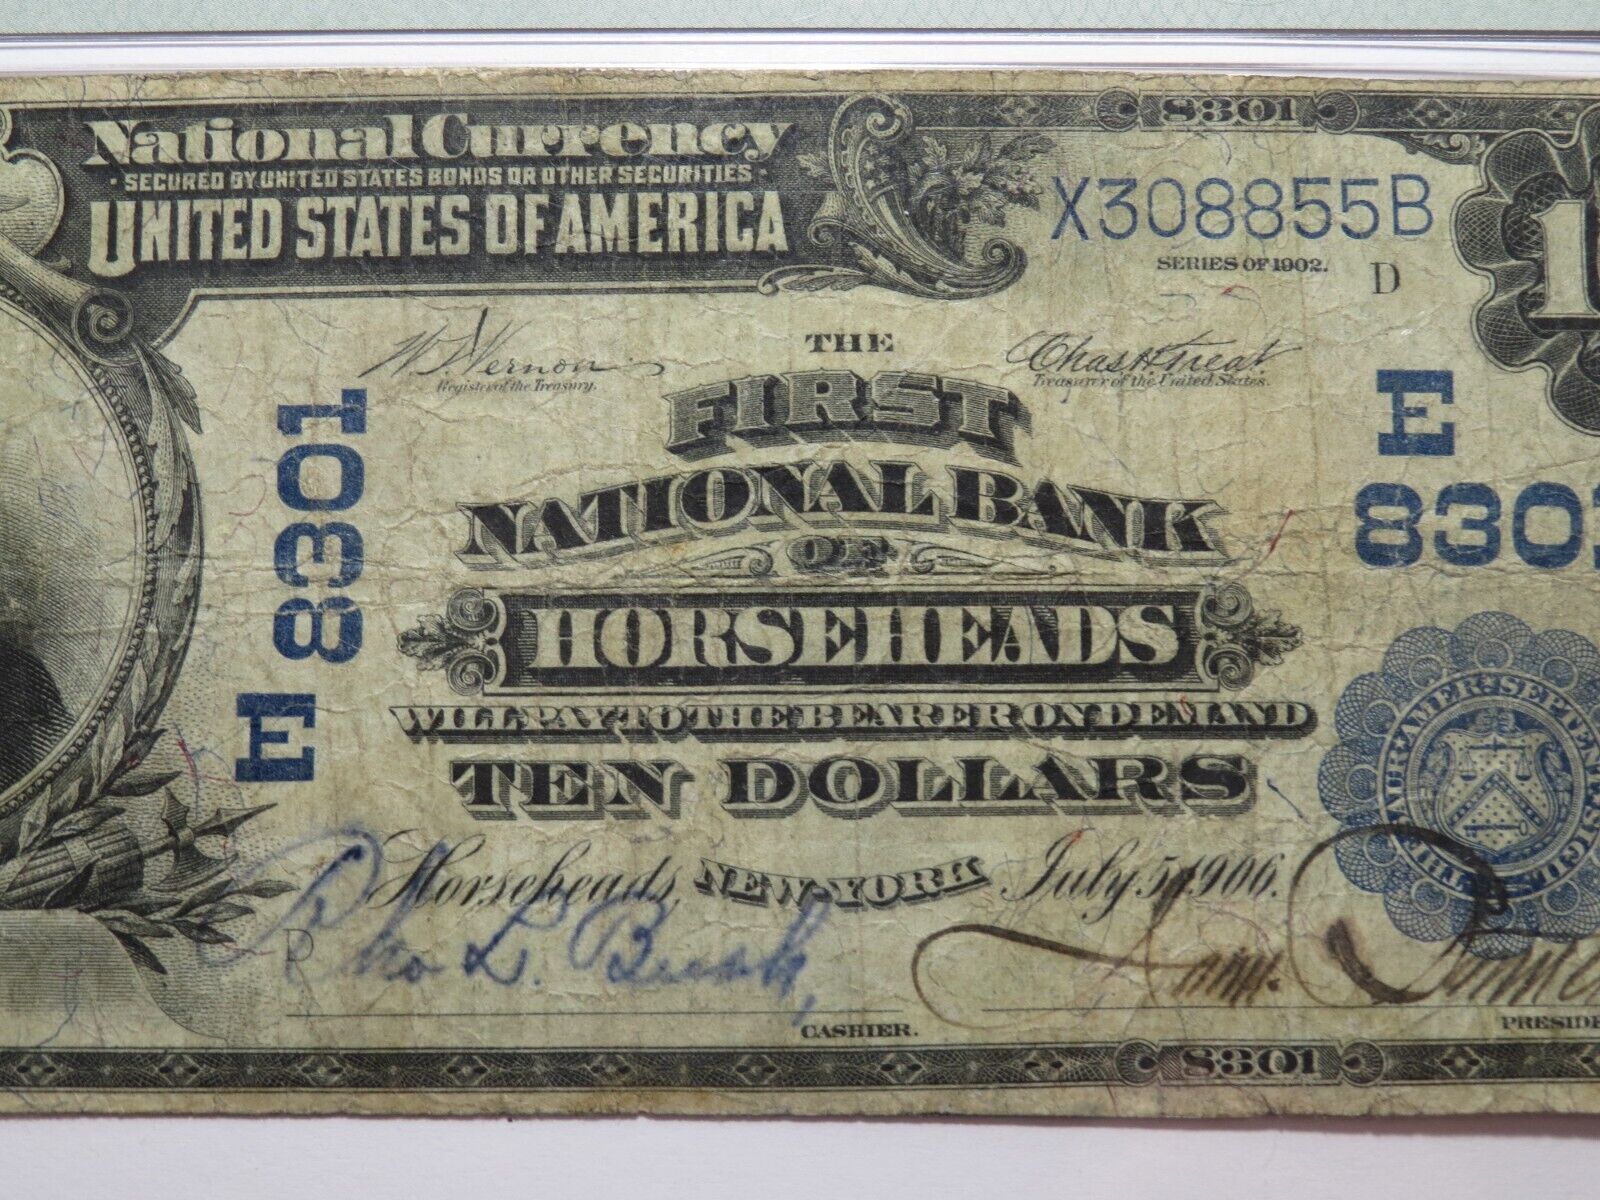 8301
National Currency
· SECURED BY UNITED STATES BONDS OR OTHER SECURITIES ·
UNITED STATES OF AMERICA
X308855B
SERIES OF 1902. D
W.T. Vernon
Register of the Treasury.
THE
Chas. H. Treat
Treasurer of the United States.
FIRST
NATIONAL BANK
OF
HORSEHEADS
E 8301
E
8301
WILL PAY TO THE BEARER ON DEMAND
TEN DOLLARS
Horseheads, NEW-YORK July 5, 1906.
D
L. Bush,
CASHIER.
8301